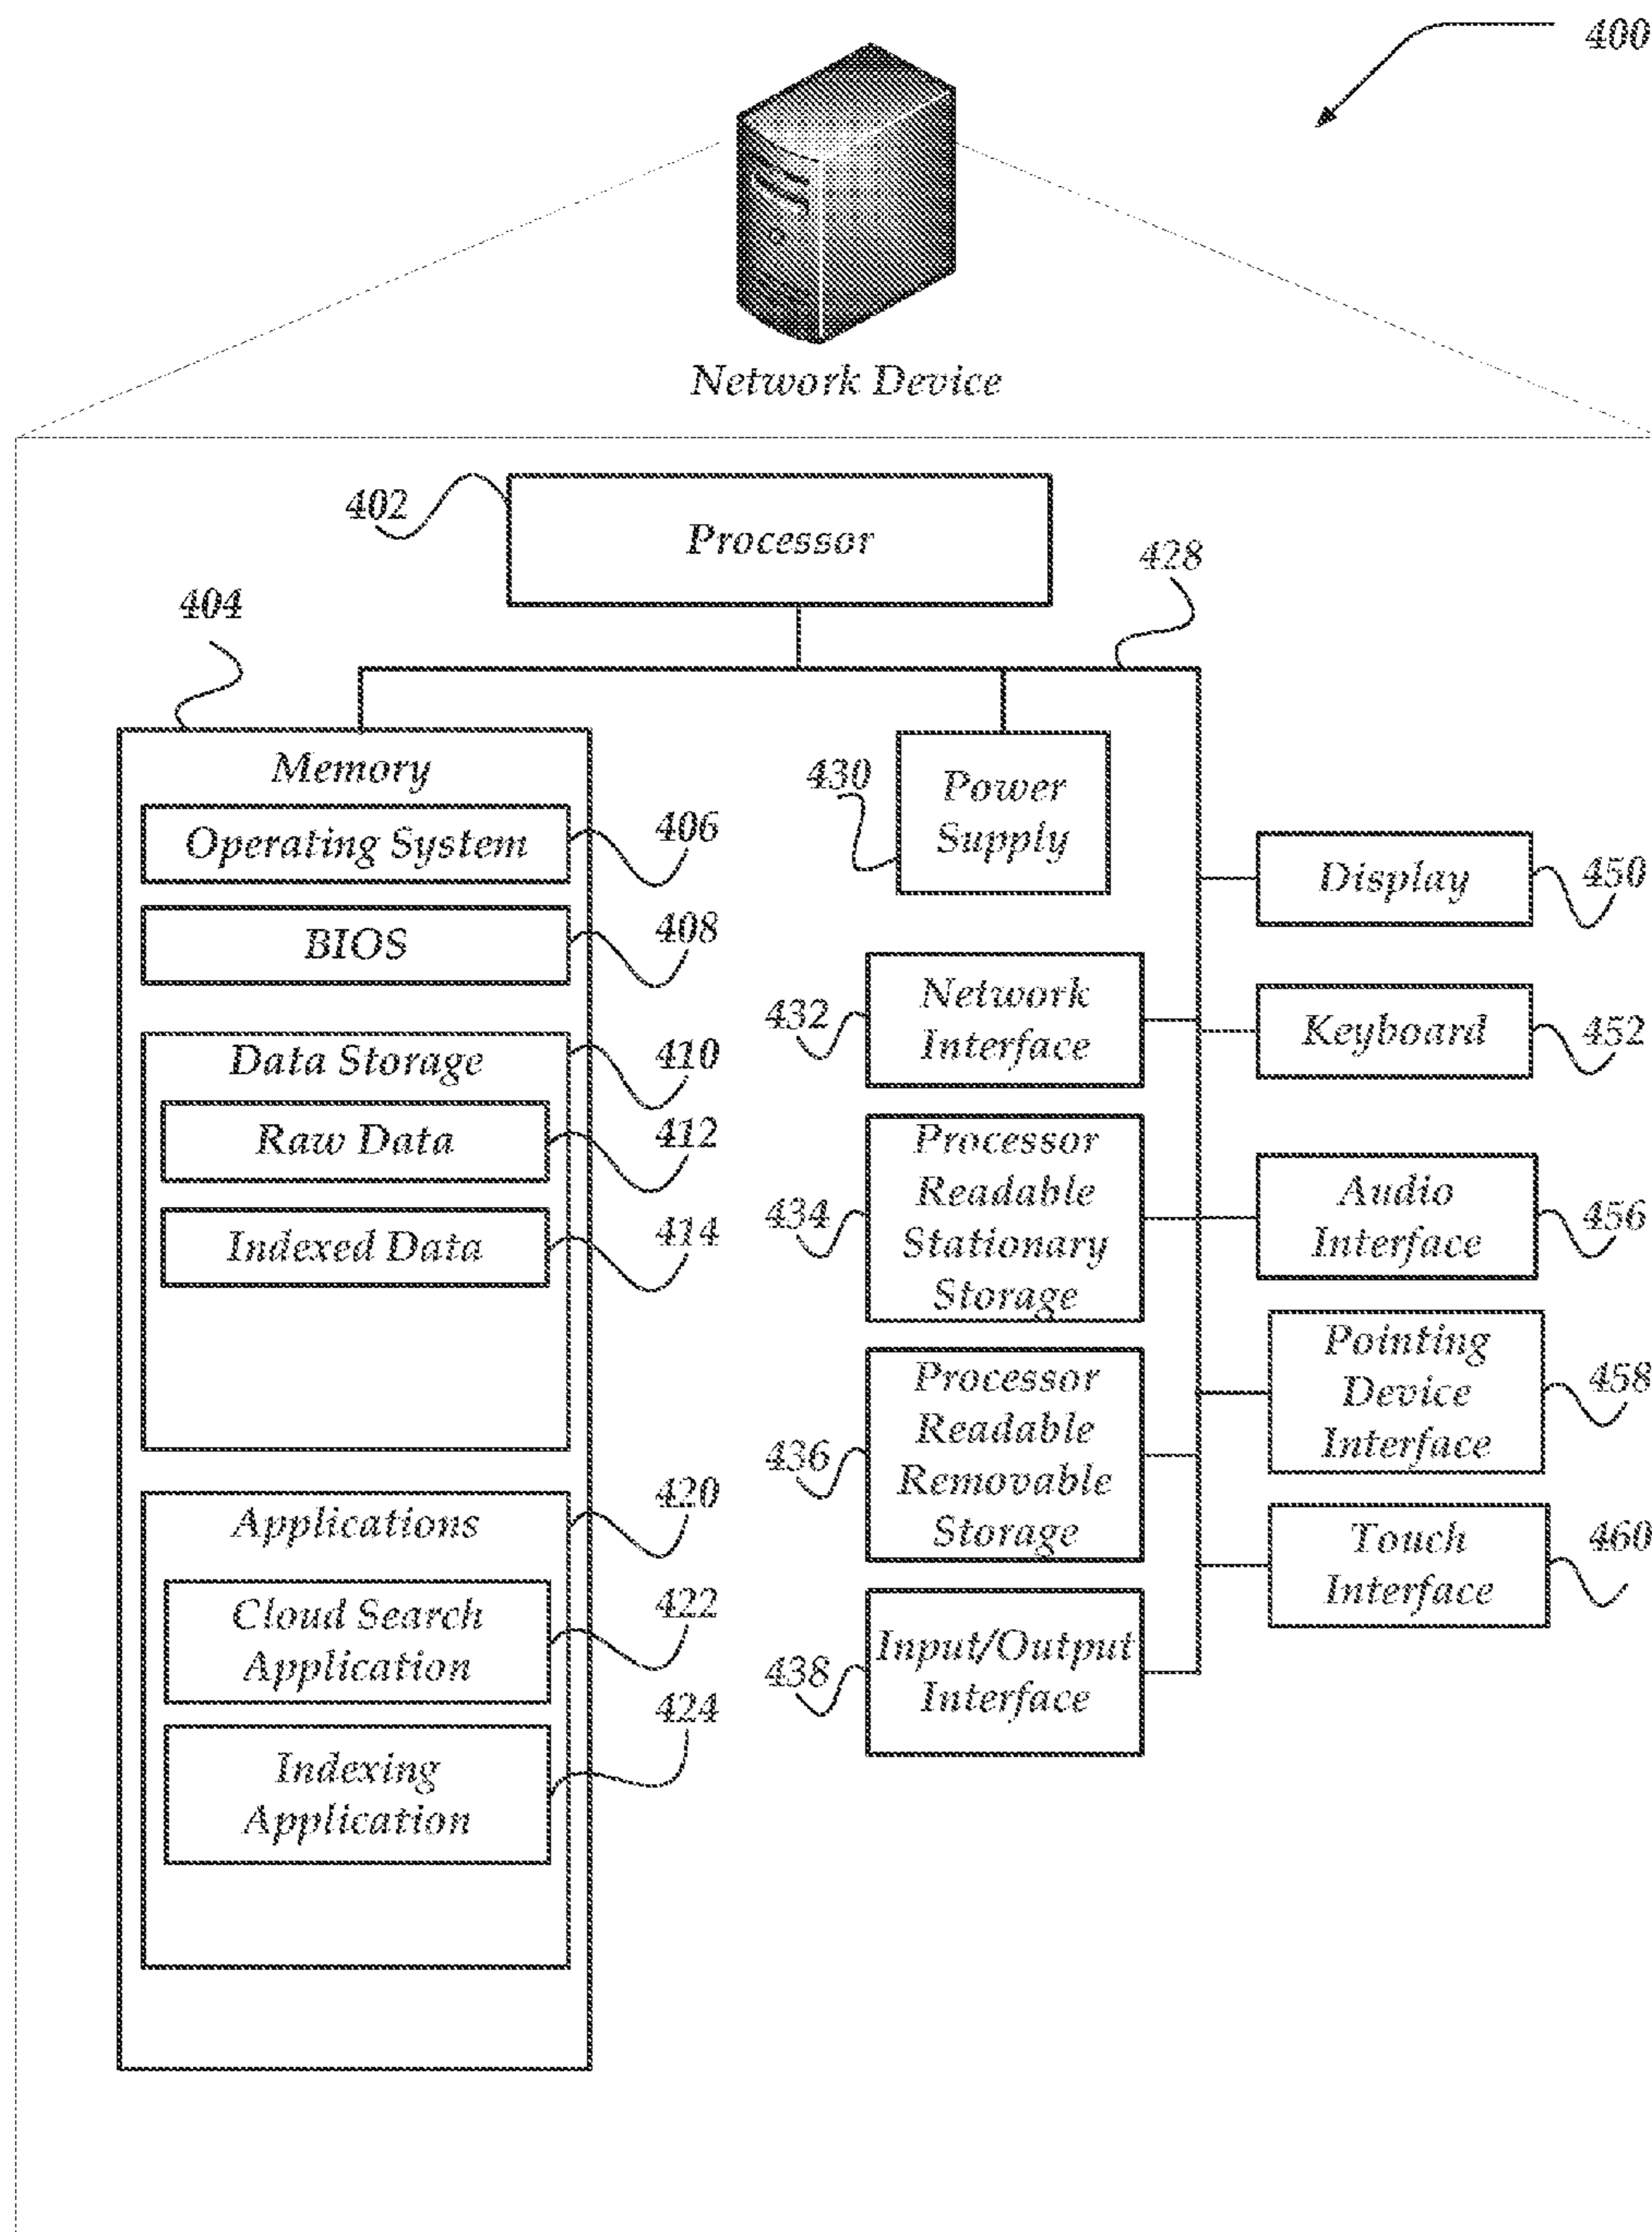 400
Network Device
402
Processor
428
404
Memory
Operating System
406
BIOS
408
Data Storage
410
Raw Data
412
Indexed Data
414
Applications
420
Cloud Search
Application
422
Indexing
Application
424
430
Power
Supply
432
Network
Interface
434
Processor
Readable
Stationary
Storage
436
Processor
Readable
Removable
Storage
438
Input/Output
Interface
Display
450
Keyboard
452
Audio
Interface
456
Pointing
Device
Interface
458
Touch
Interface
460